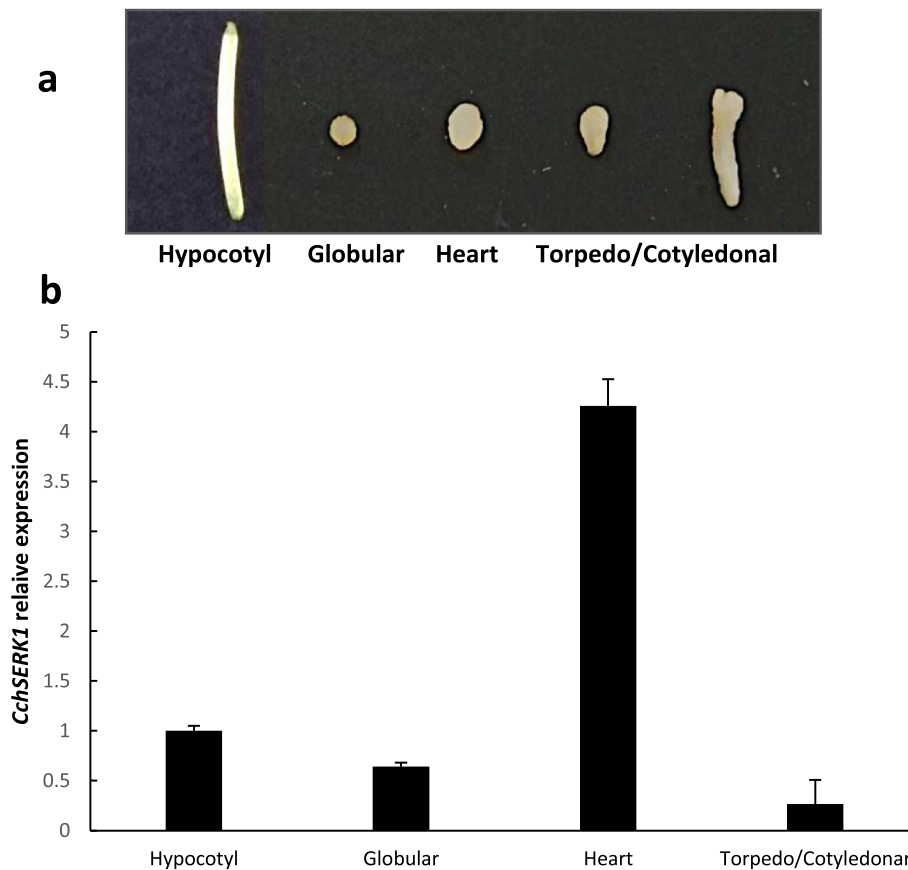 a
Hypocotyl Globular Heart Torpedo/Cotyledonal
b
CchSERK1 relaive expression
5
4.5
4
3.5
3
2.5
2
1.5
1
0.5
0
Hypocotyl Globular Heart Torpedo/Cotyledonar